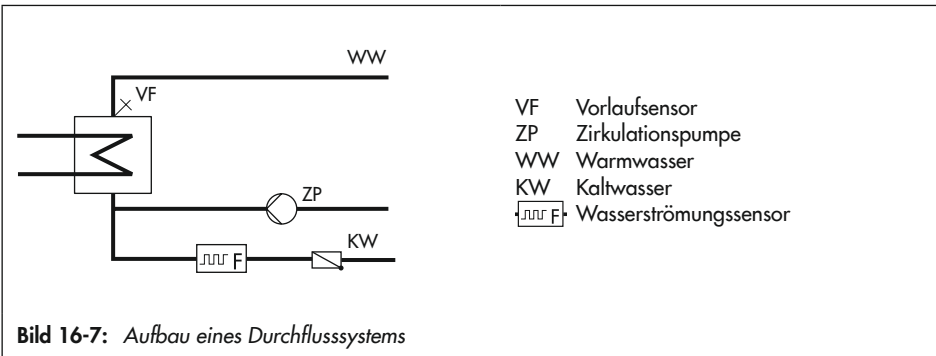 WW
VF
ZP
KW
F
VF Vorlaufsensor
ZP Zirkulationspumpe
WW Warmwasser
KW Kaltwasser
F Wasserströmungssensor
Bild 16-7: Aufbau eines Durchflusssystems